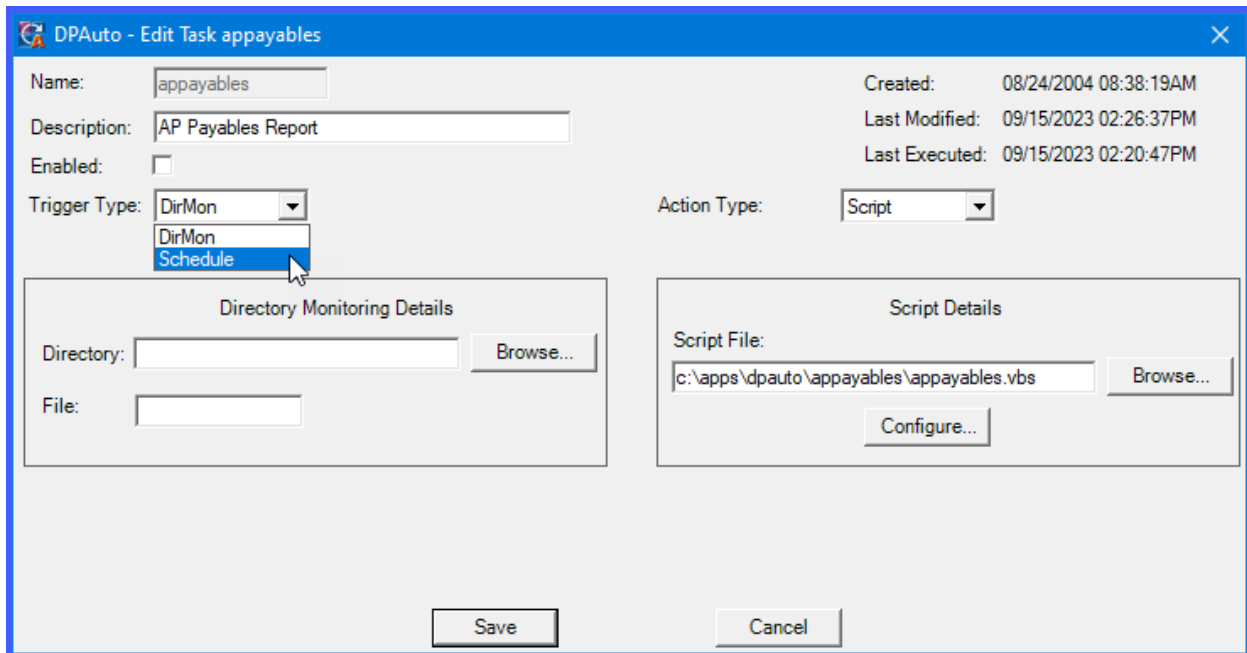 DPAuto - Edit Task appayables
Name: appayables
Created: 08/24/2004 08:38:19AM
Description: AP Payables Report
Last Modified: 09/15/2023 02:26:37PM
Enabled:
Last Executed: 09/15/2023 02:20:47PM
Trigger Type: DirMon
Action Type: Script
DirMon
Schedule
Directory Monitoring Details
Directory: Browse...
File:
Script Details
Script File:
c:\apps\dpauto\appayables\appayables.vbs Browse...
Configure...
Save Cancel